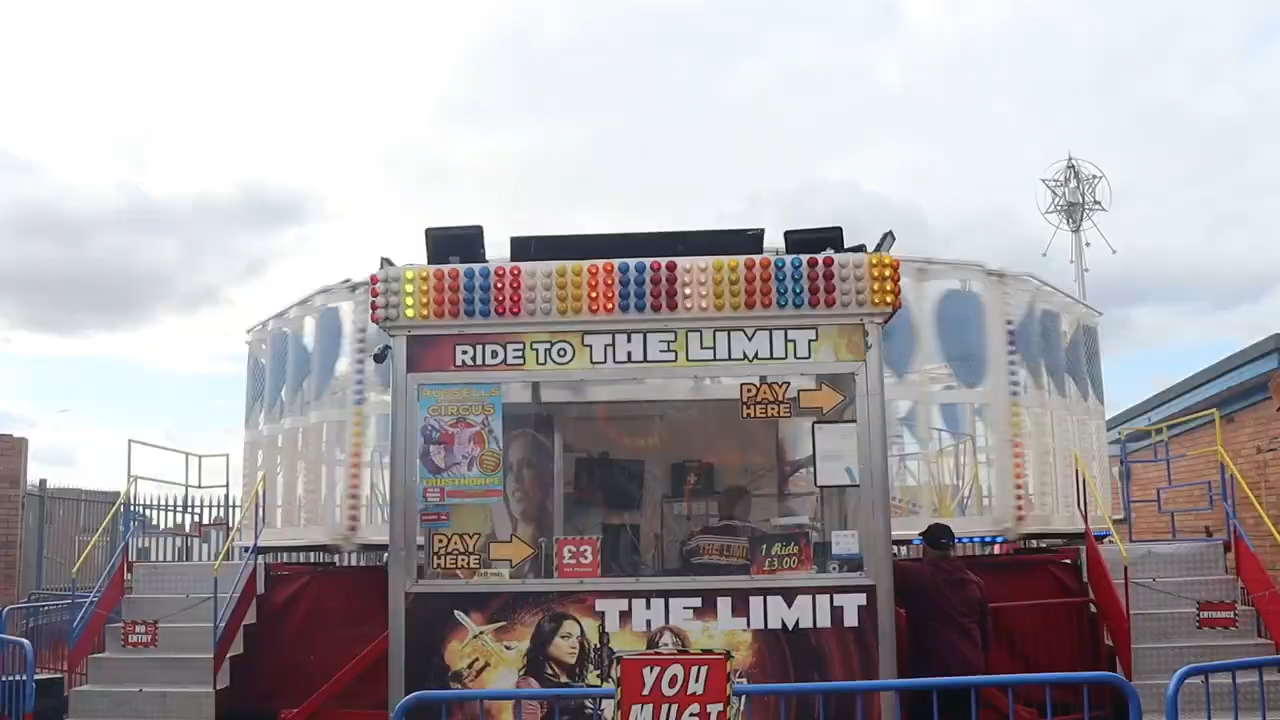 RIDE TO THE LIMIT
RUSSELLS
CIRCUS
PAY
HERE
PAY
HERE
£3
THE LIMIT
1 Ride
£3.00
THE LIMIT
NO
ENTRY
ENTRANCE
YOU
MUST